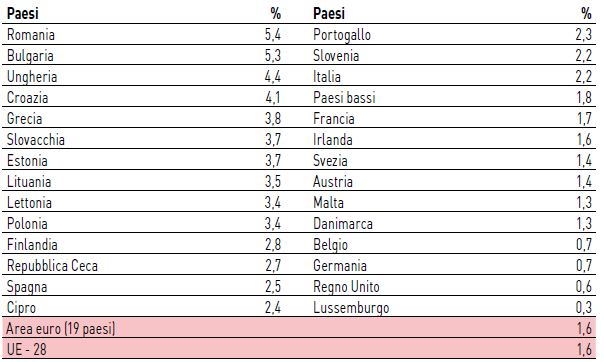 Paesi % Paesi %
Romania 5,4 Portogallo 2,3
Bulgaria 5,3 Slovenia 2,2
Ungheria 4,4 Italia 2,2
Croazia 4,1 Paesi bassi 1,8
Grecia 3,8 Francia 1,7
Slovacchia 3,7 Irlanda 1,6
Estonia 3,7 Svezia 1,4
Lituania 3,5 Austria 1,4
Lettonia 3,4 Malta 1,3
Polonia 3,4 Danimarca 1,3
Finlandia 2,8 Belgio 0,7
Repubblica Ceca 2,7 Germania 0,7
Spagna 2,5 Regno Unito 0,6
Cipro 2,4 Lussemburgo 0,3
Area euro (19 paesi) 1,6
UE - 28 1,6